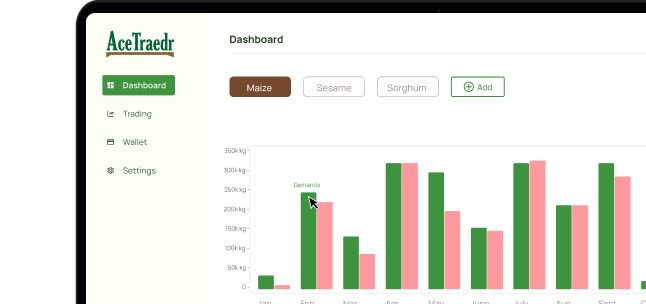 AceTraedr
Dashboard
Dashboard
Trading
Wallet
Settings
Maize
Sesame
Sorghum
Add
350k kg
300k kg
250k kg
200k kg
150k kg
100k kg
50k kg
0
Demands
Jan
Feb
Mar
Apr
May
June
July
Aug
Sept